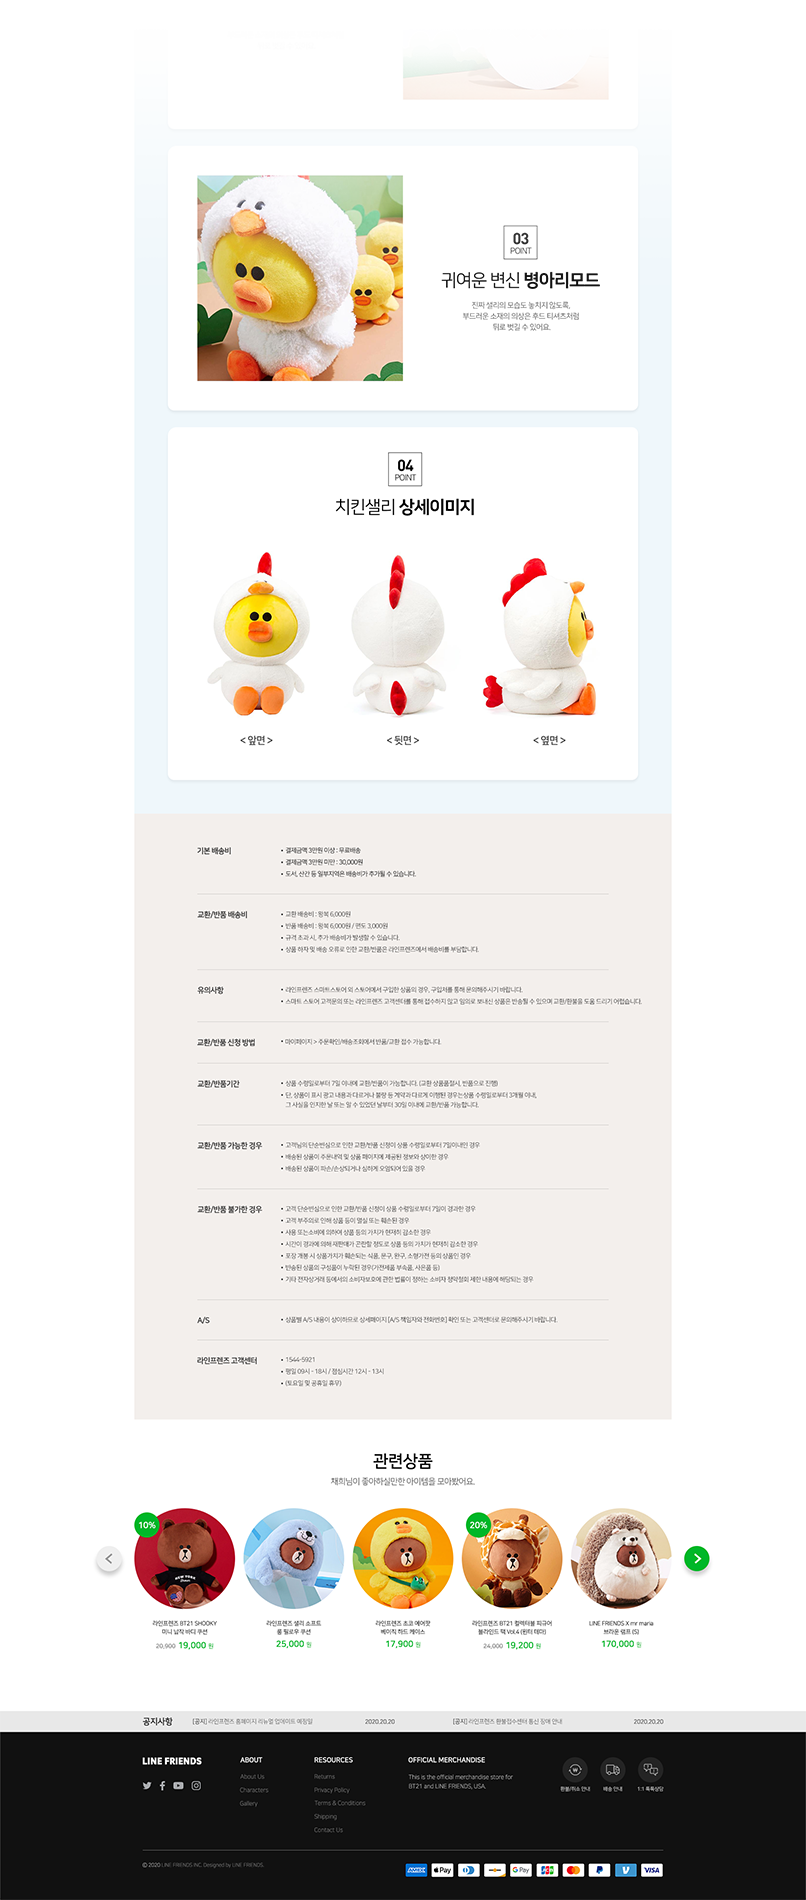 03
POINT
귀여운 변신 병아리모드
진짜 샐리의 모습도 놓치지 않도록,
부드러운 소재의 의상은 후드 티셔츠처럼
뒤로 벗길 수 있어요.
04
POINT
치킨샐리 상세이미지
< 앞면 >
< 뒷면 >
< 옆면 >
기본 배송비
• 결제금액 3만원 이상 : 무료배송
• 결제금액 3만원 미만 : 30,000원
• 도서, 산간 등 일부지역은 배송비가 추가될 수 있습니다.
교환/반품 배송비
• 교환 배송비 : 왕복 6,000원
• 반품 배송비 : 왕복 6,000원 / 편도 3,000원
• 규격 초과 시, 추가 배송비가 발생할 수 있습니다.
• 상품 하자 및 배송 오류로 인한 교환/반품은 라인프렌즈에서 배송비를 부담합니다.
유의사항
• 라인프렌즈 스마트스토어 외 스토어에서 구입한 상품의 경우, 구입처를 통해 문의해주시기 바랍니다.
• 스마트 스토어 고객문의 또는 라인프렌즈 고객센터를 통해 접수하지 않고 임의로 보내신 상품은 반송될 수 있으며 교환/환불을 도움 드리기 어렵습니다.
교환/반품 신청 방법
• 마이페이지 > 주문확인/배송조회에서 반품/교환 접수 가능합니다.
교환/반품기간
• 상품 수령일로부터 7일 이내에 교환/반품이 가능합니다. (교환 상품품절시, 반품으로 진행)
• 단, 상품이 표시 광고 내용과 다르거나 불량 등 계약과 다르게 이행된 경우는상품 수령일로부터 3개월 이내,
그 사실을 인지한 날 또는 알 수 있었던 날부터 30일 이내에 교환/반품 가능합니다.
교환/반품 가능한 경우
• 고객님의 단순변심으로 인한 교환/반품 신청이 상품 수령일로부터 7일이내인 경우
• 배송된 상품이 주문내역 및 상품 페이지에 제공된 정보와 상이한 경우
• 배송된 상품이 파손/손상되거나 심하게 오염되어 있을 경우
교환/반품 불가한 경우
• 고객 단순변심으로 인한 교환/반품 신청이 상품 수령일로부터 7일이 경과한 경우
• 고객 부주의로 인해 상품 등이 멸실 또는 훼손된 경우
• 사용 또는소비에 의하여 상품 등의 가치가 현저히 감소한 경우
• 시간이 경과에 의해 재판매가 곤란할 정도로 상품 등의 가치가 현저히 감소한 경우
• 포장 개봉 시 상품가치가 훼손되는 식품, 문구, 완구, 소형가전 등의 상품인 경우
• 반송된 상품의 구성품이 누락된 경우(가전제품 부속품, 사은품 등)
• 기타 전자상거래 등에서의 소비자보호에 관한 법률이 정하는 소비자 청약철회 제한 내용에 해당되는 경우
A/S
• 상품별 A/S 내용이 상이하므로 상세페이지 [A/S 책임자와 전화번호] 확인 또는 고객센터로 문의해주시기 바랍니다.
라인프렌즈 고객센터
• 1544-5921
• 평일 09시 - 18시 / 점심시간 12시 - 13시
• (토요일 및 공휴일 휴무)
관련상품
채희님이 좋아하실만한 아이템을 모아봤어요.
10%
20%
NEW YORK
라인프렌즈 BT21 SHOOKY
미니 납작 바디 쿠션
20,900 19,000 원
라인프렌즈 샐리 소프트
롱 필로우 쿠션
25,000 원
라인프렌즈 초코 에어팟
베이직 하드 케이스
17,900 원
라인프렌즈 BT21 컬렉터블 피규어
블라인드 팩 Vol.4 (윈터 테마)
24,000 19,200 원
LINE FRIENDS X mr maria
브라운 램프 (S)
170,000 원
공지사항
[공지] 라인프렌즈 홈페이지 리뉴얼 업데이트 예정일
2020.20.20
[공지] 라인프렌즈 환불접수센터 통신 장애 안내
2020.20.20
LINE FRIENDS
ABOUT
About Us
Characters
Gallery
RESOURCES
Returns
Privacy Policy
Terms & Conditions
Shipping
Contact Us
OFFICIAL MERCHANDISE
This is the official merchandise store for
BT21 and LINE FRIENDS, USA.
환불/취소 안내
배송 안내
1:1 톡톡상담
© 2020 LINE FRIENDS INC. Designed by LINE FRIENDS.
AMEX
Apple Pay
G Pay
JCB
VISA